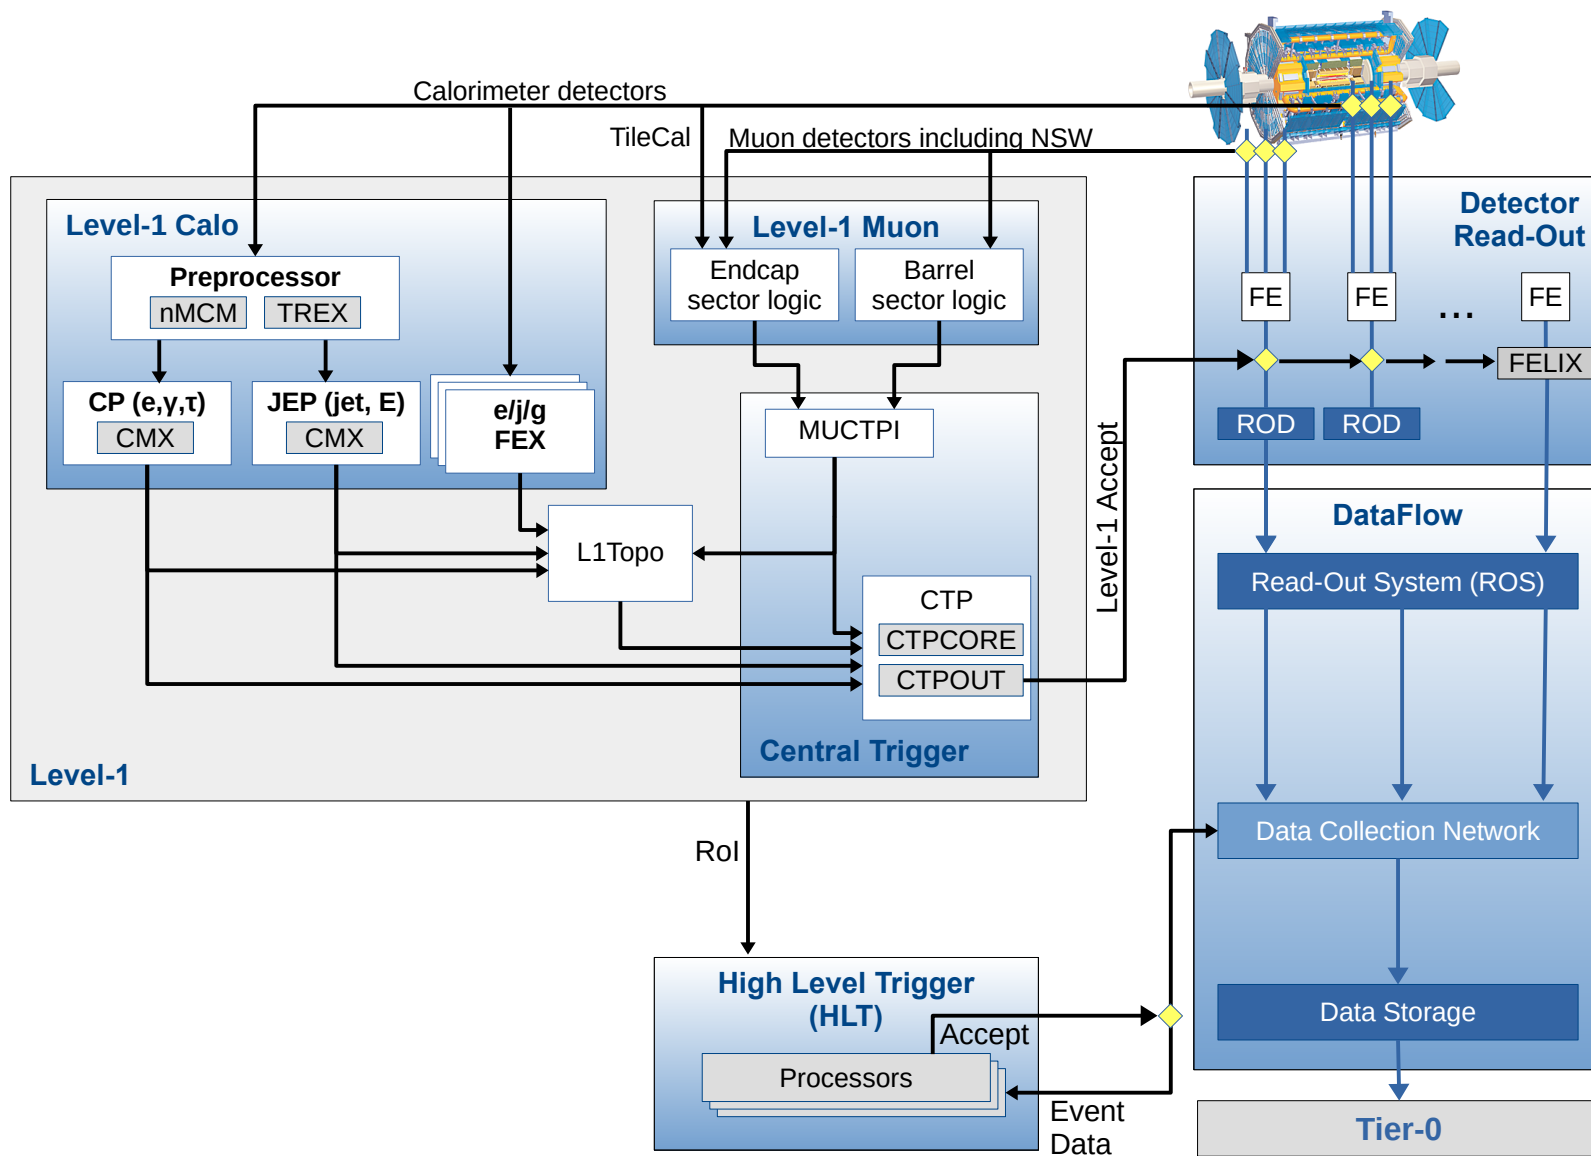 Calorimeter detectors
TileCal
Muon detectors including NSW
Level-1 Calo
Preprocessor
nMCM
TREX
CP (e,γ,τ)
CMX
JEP (jet, E)
CMX
e/j/g
FEX
Level-1 Muon
Endcap
sector logic
Barrel
sector logic
MUCTPI
L1Topo
CTP
CTPCORE
CTPOUT
Central Trigger
Level-1
Level-1 Accept
Detector
Read-Out
FE
FE
...
FE
FELIX
ROD
ROD
DataFlow
Read-Out System (ROS)
Data Collection Network
Data Storage
Tier-0
RoI
High Level Trigger
(HLT)
Accept
Processors
Event
Data